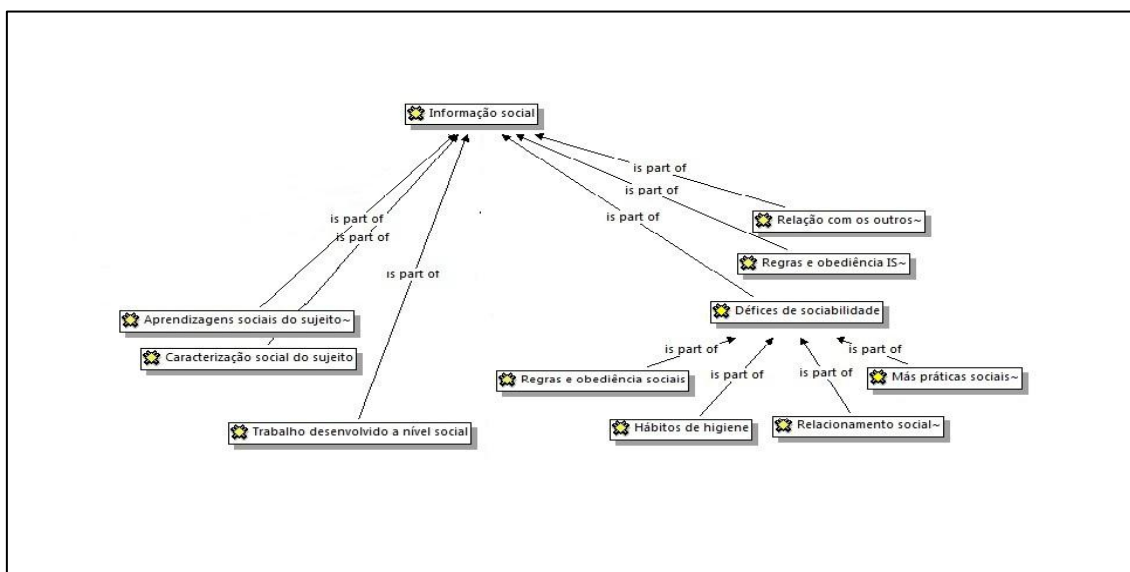 Informação social
is part of
Relação com os outros~
is part of
is part of
is part of
Regras e obediência IS~
is part of
is part of
Défices de sociabilidade
Aprendizagens sociais do sujeito~
Caracterização social do sujeito
is part of
is part of
is part of
is part of
Regras e obediência sociais
Más práticas sociais~
Trabalho desenvolvido a nível social
Hábitos de higiene
Relacionamento social~